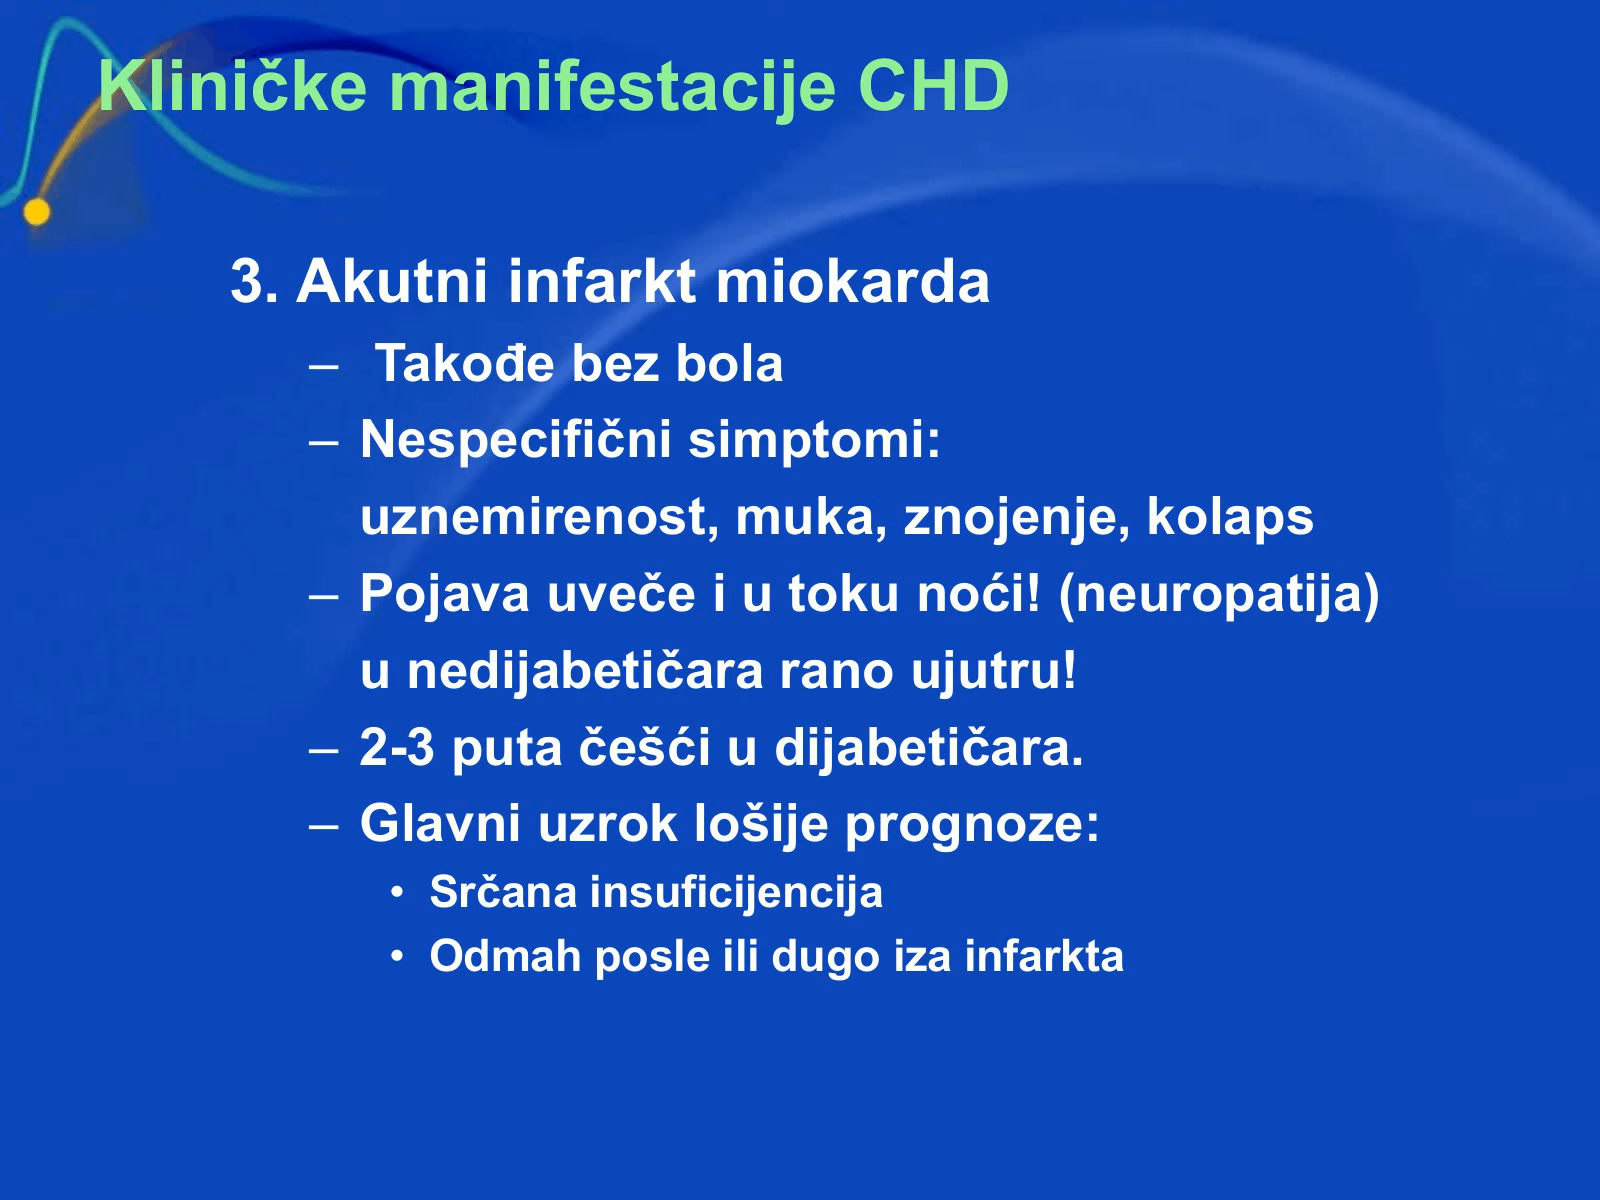 Kliničke manifestacije CHD
3. Akutni infarkt miokarda
– Takođe bez bola
– Nespecifični simptomi:
uznemirenost, muka, znojenje, kolaps
– Pojava uveče i u toku noći! (neuropatija)
u nedijabetičara rano ujutru!
– 2-3 puta češći u dijabetičara.
– Glavni uzrok lošije prognoze:
• Srčana insuficijencija
• Odmah posle ili dugo iza infarkta